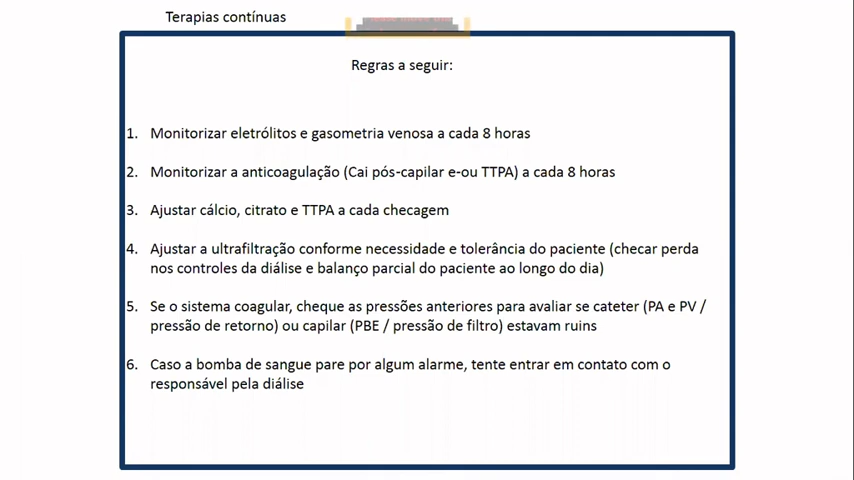 Terapias contínuas
Regras a seguir:
1. Monitorizar eletrólitos e gasometria venosa a cada 8 horas
2. Monitorizar a anticoagulação (Cai pós-capilar e-ou TTPA) a cada 8 horas
3. Ajustar cálcio, citrato e TTPA a cada checagem
4. Ajustar a ultrafiltração conforme necessidade e tolerância do paciente (checar perda
nos controles da diálise e balanço parcial do paciente ao longo do dia)
5. Se o sistema coagular, cheque as pressões anteriores para avaliar se cateter (PA e PV /
pressão de retorno) ou capilar (PBE / pressão de filtro) estavam ruins
6. Caso a bomba de sangue pare por algum alarme, tente entrar em contato com o
responsável pela diálise